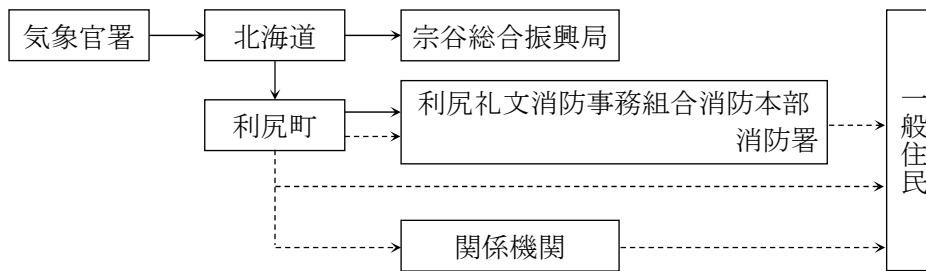 気象官署
北海道
宗谷総合振興局
利尻町
利尻礼文消防事務組合消防本部
消防署
関係機関
一般住民